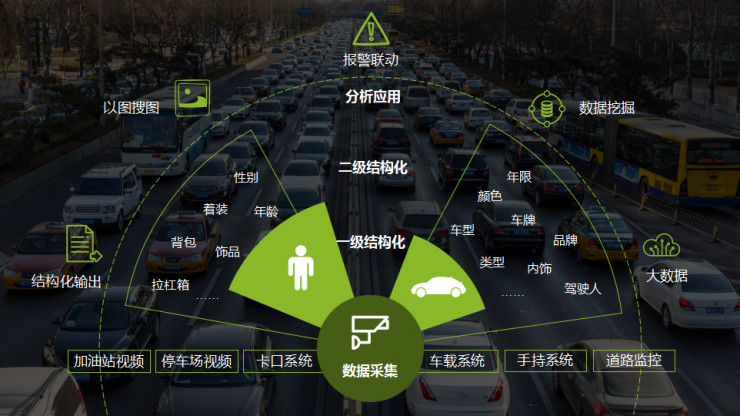 报警联动
以图搜图
分析应用
数据挖掘
二级结构化
性别
着装
年龄
背包
饰品
拉杠箱
……
年限
颜色
车牌
车型
品牌
类型
内饰
驾驶人
……
一级结构化
结构化输出
大数据
加油站视频
停车场视频
卡口系统
数据采集
车载系统
手持系统
道路监控